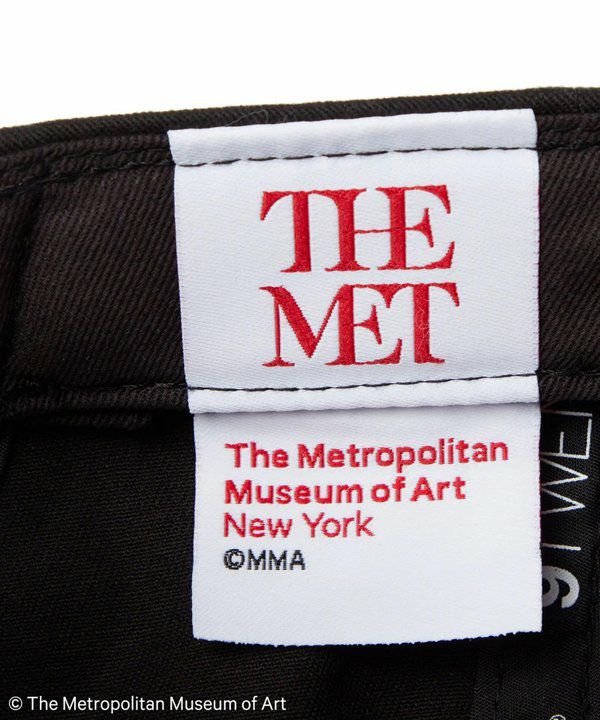 THE
MET
The Metropolitan
Museum of Art
New York
©MMA
© The Metropolitan Museum of Art